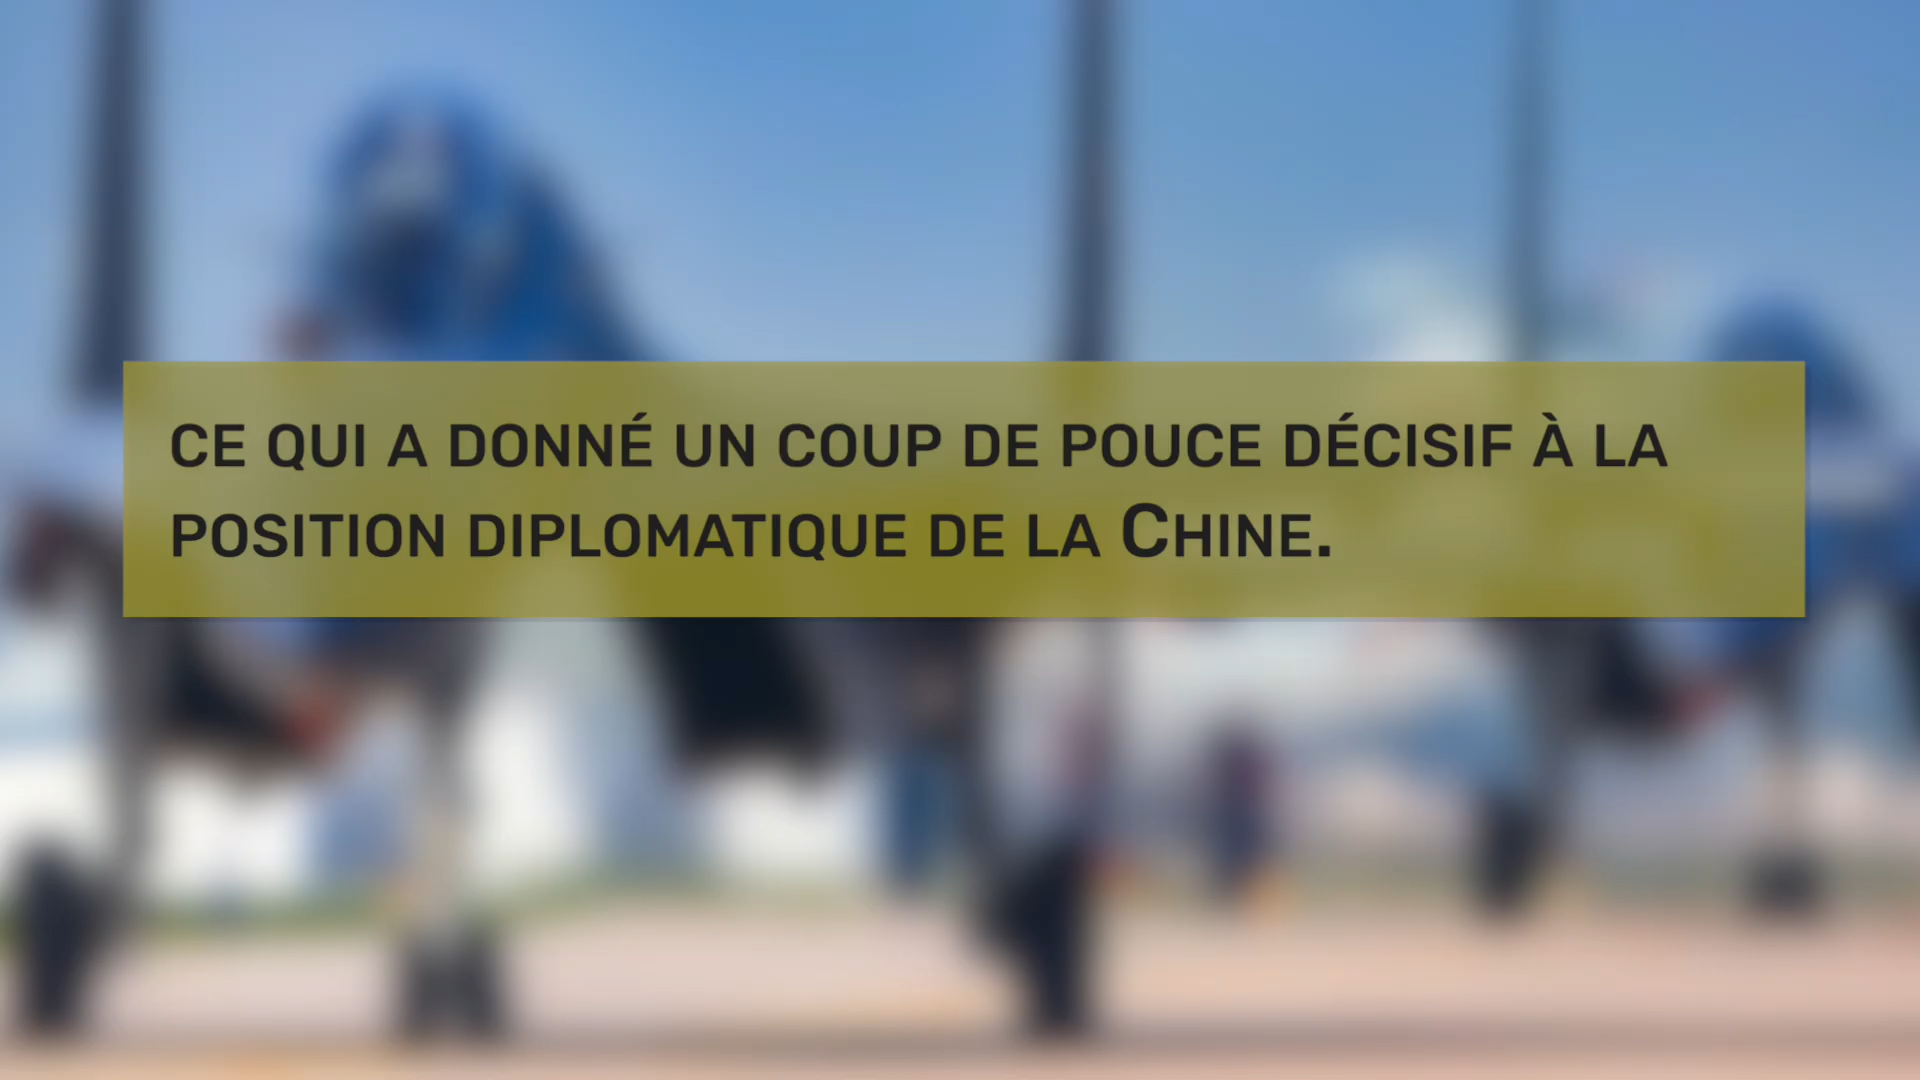 ce qui a donné un coup de pouce décisif à la
position diplomatique de la Chine.